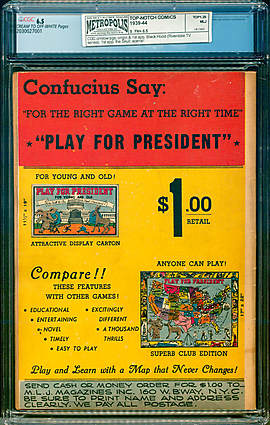 CGC 6.5
CREAM TO OFF-WHITE Pages
2030627001
METROPOLIS
TOP-NOTCH COMICS
1939-44
9 Fine 6.5
Confucius Say:
"FOR THE RIGHT GAME AT THE RIGHT TIME"
★"PLAY FOR PRESIDENT"★
FOR YOUNG AND OLD!
PLAY FOR PRESIDENT
ATTRACTIVE DISPLAY CARTON
$1.00
RETAIL
ANYONE CAN PLAY!
PLAY FOR PRESIDENT
SUPERB CLUB EDITION
Compare!!
THESE FEATURES
WITH OTHER GAMES!
• EDUCATIONAL
• ENTERTAINING
• NOVEL
• TIMELY
• EASY TO PLAY
• EXCITINGLY
DIFFERENT
• A THOUSAND
THRILLS
Play and Learn with a Map that Never Changes!
SEND CASH OR MONEY ORDER FOR $1.00 TO-
M.L.J. MAGAZINES INC. 160 W. B'WAY, N.Y.C.
BE SURE TO PRINT NAME AND ADDRESS
CLEARLY. WE PAY ALL POSTAGE.